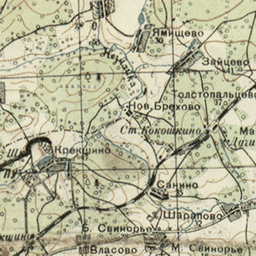 Ямищево
Зайцево
Толстопальцево
Нов. Брехово
Ст. Кокошкино
Крекшино
Санино
Шарапово
Б. Свинорье
Власово
М. Свинорье